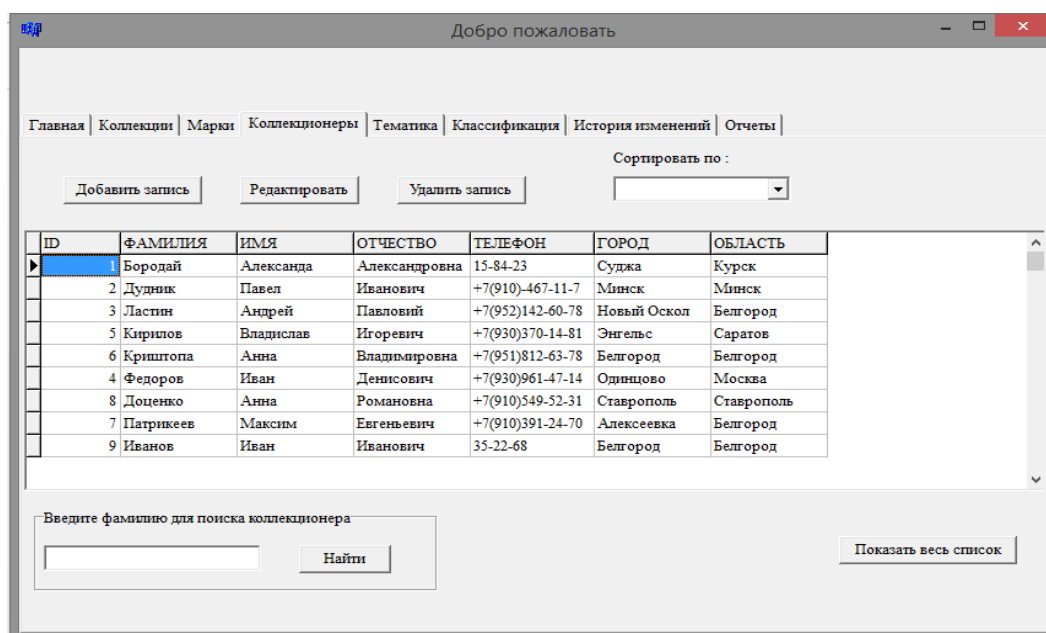 Добро пожаловать
Главная Коллекции Марки Коллекционеры Тематика Классификация История изменений Отчеты
Сортировать по :
Добавить запись Редактировать Удалить запись
ID ФАМИЛИЯ ИМЯ ОТЧЕСТВО ТЕЛЕФОН ГОРОД ОБЛАСТЬ
1 Бородай Александа Александровна 15-84-23 Суджа Курск
2 Дудник Павел Иванович +7(910)-467-11-7 Минск Минск
3 Ластин Андрей Павловий +7(952)142-60-78 Новый Оскол Белгород
5 Кирилов Владислав Игоревич +7(930)370-14-81 Энгельс Саратов
6 Криштопа Анна Владимировна +7(951)812-63-78 Белгород Белгород
4 Федоров Иван Денисович +7(930)961-47-14 Одинцово Москва
8 Доценко Анна Романовна +7(910)549-52-31 Ставрополь Ставрополь
7 Патрикеев Максим Евгеньевич +7(910)391-24-70 Алексеевка Белгород
9 Иванов Иван Иванович 35-22-68 Белгород Белгород
Введите фамилию для поиска коллекционера
Найти Показать весь список